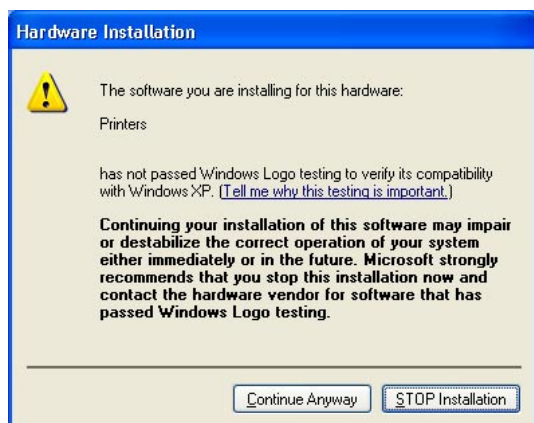 Hardware Installation
The software you are installing for this hardware:
Printers
has not passed Windows Logo testing to verify its compatibility
with Windows XP. (Tell me why this testing is important.)
Continuing your installation of this software may impair
or destabilize the correct operation of your system
either immediately or in the future. Microsoft strongly
recommends that you stop this installation now and
contact the hardware vendor for software that has
passed Windows Logo testing.
Continue Anyway
STOP Installation